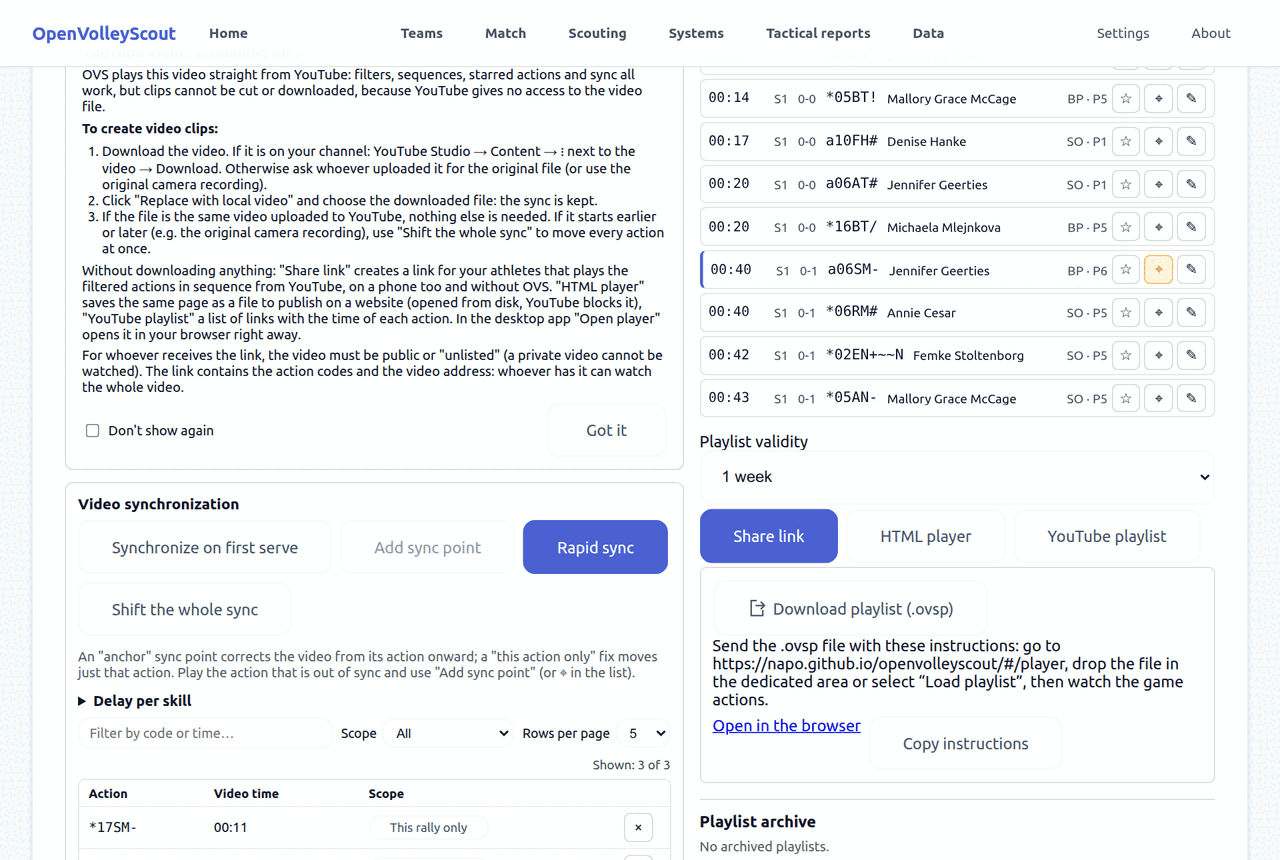 OpenVolleyScout Home Teams Match Scouting Systems Tactical reports Data Settings About
OVS plays this video straight from YouTube: filters, sequences, starred actions and sync all
work, but clips cannot be cut or downloaded, because YouTube gives no access to the video
file.
To create video clips:
1. Download the video. If it is on your channel: YouTube Studio → Content → ⋮ next to the
video → Download. Otherwise ask whoever uploaded it for the original file (or use the
original camera recording).
2. Click "Replace with local video" and choose the downloaded file: the sync is kept.
3. If the file is the same video uploaded to YouTube, nothing else is needed. If it starts earlier
or later (e.g. the original camera recording), use "Shift the whole sync" to move every action
at once.
Without downloading anything: "Share link" creates a link for your athletes that plays the
filtered actions in sequence from YouTube, on a phone too and without OVS. "HTML player"
saves the same page as a file to publish on a website (opened from disk, YouTube blocks it),
"YouTube playlist" a list of links with the time of each action. In the desktop app "Open player"
opens it in your browser right away.
For whoever receives the link, the video must be public or "unlisted" (a private video cannot be
watched). The link contains the action codes and the video address: whoever has it can watch
the whole video.
Don't show again
Got it
Video synchronization
Synchronize on first serve Add sync point Rapid sync
Shift the whole sync
An "anchor" sync point corrects the video from its action onward; a "this action only" fix moves
just that action. Play the action that is out of sync and use "Add sync point" (or ⌖ in the list).
▶ Delay per skill
Filter by code or time… Scope All Rows per page 5
Shown: 3 of 3
Action Video time Scope
*17SM- 00:11 This rally only ×
00:14 S1 0-0 *05BT! Mallory Grace McCage BP · P5 ☆ ⌖ ✎
00:17 S1 0-0 a10FH# Denise Hanke SO · P1 ☆ ⌖ ✎
00:20 S1 0-0 a06AT# Jennifer Geerties SO · P1 ☆ ⌖ ✎
00:20 S1 0-0 *16BT/ Michaela Mlejnkova BP · P5 ☆ ⌖ ✎
00:40 S1 0-1 a06SM- Jennifer Geerties BP · P6 ☆ ⌖ ✎
00:40 S1 0-1 *06RM# Annie Cesar SO · P5 ☆ ⌖ ✎
00:42 S1 0-1 *02EN+~~N Femke Stoltenborg SO · P5 ☆ ⌖ ✎
00:43 S1 0-1 *05AN- Mallory Grace McCage SO · P5 ☆ ⌖ ✎
Playlist validity
1 week
Share link HTML player YouTube playlist
Download playlist (.ovsp)
Send the .ovsp file with these instructions: go to
https://napo.github.io/openvolleyscout/#/player, drop the file in
the dedicated area or select “Load playlist”, then watch the game
actions.
Open in the browser Copy instructions
Playlist archive
No archived playlists.